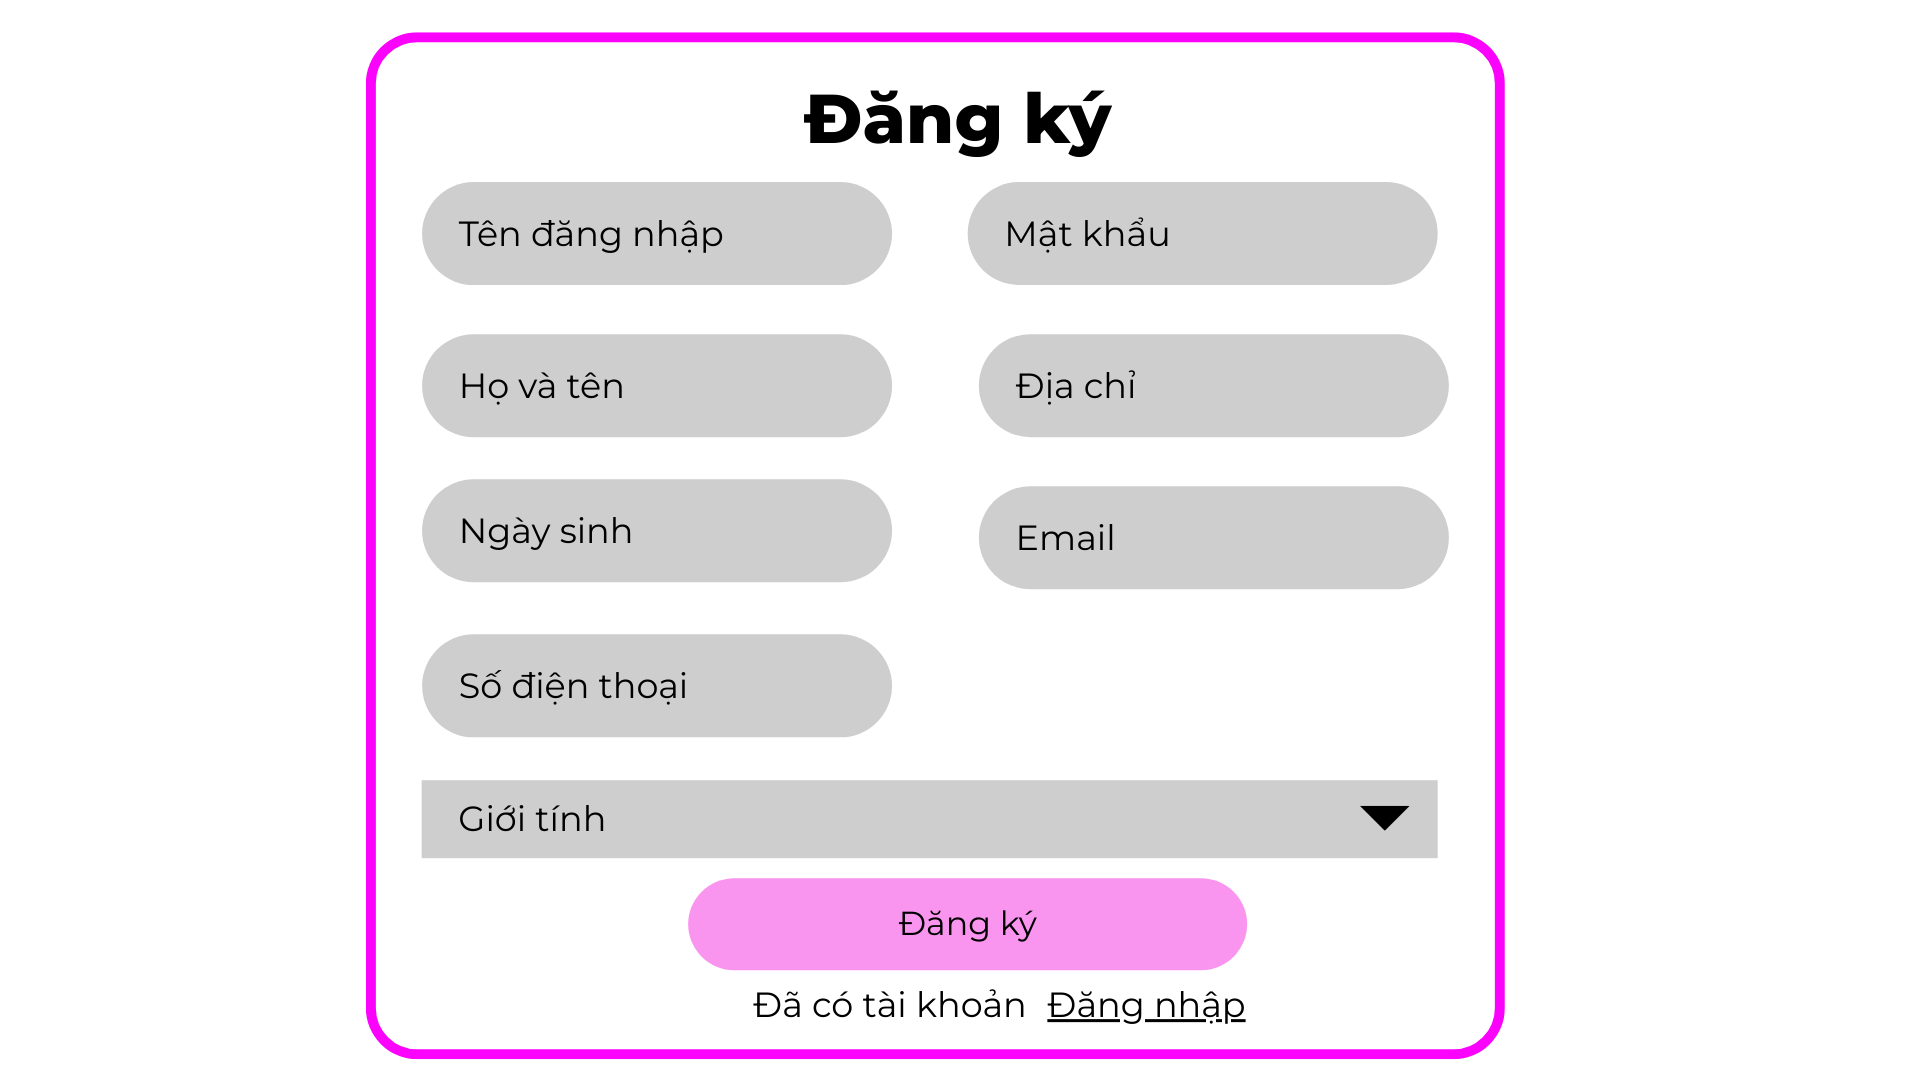 Đăng ký
Tên đăng nhập
Mật khẩu
Họ và tên
Địa chỉ
Ngày sinh
Email
Số điện thoại
Giới tính
Đăng ký
Đã có tài khoản Đăng nhập